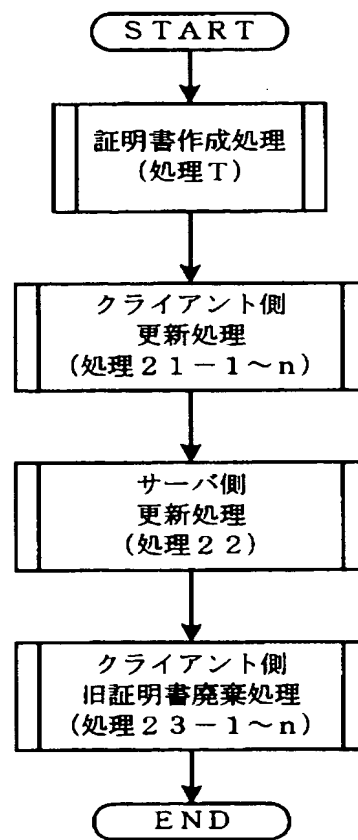 START
証明書作成処理
(処理T)
クライアント側
更新処理
(処理21-1~n)
サーバ側
更新処理
(処理22)
クライアント側
旧証明書廃棄処理
(処理23-1~n)
END